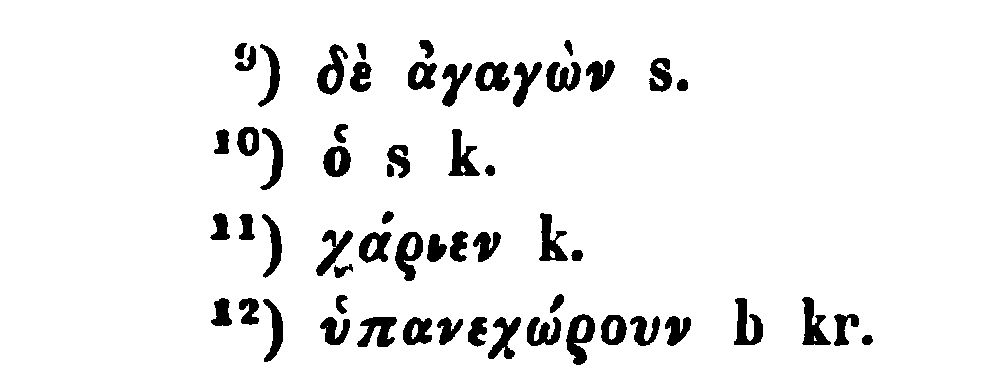 ⁹) δὲ ἀγαγὼν s.
¹⁰) ὁ s k.
¹¹) χάριεν k.
¹²) ὑπανεχώρουν b kr.